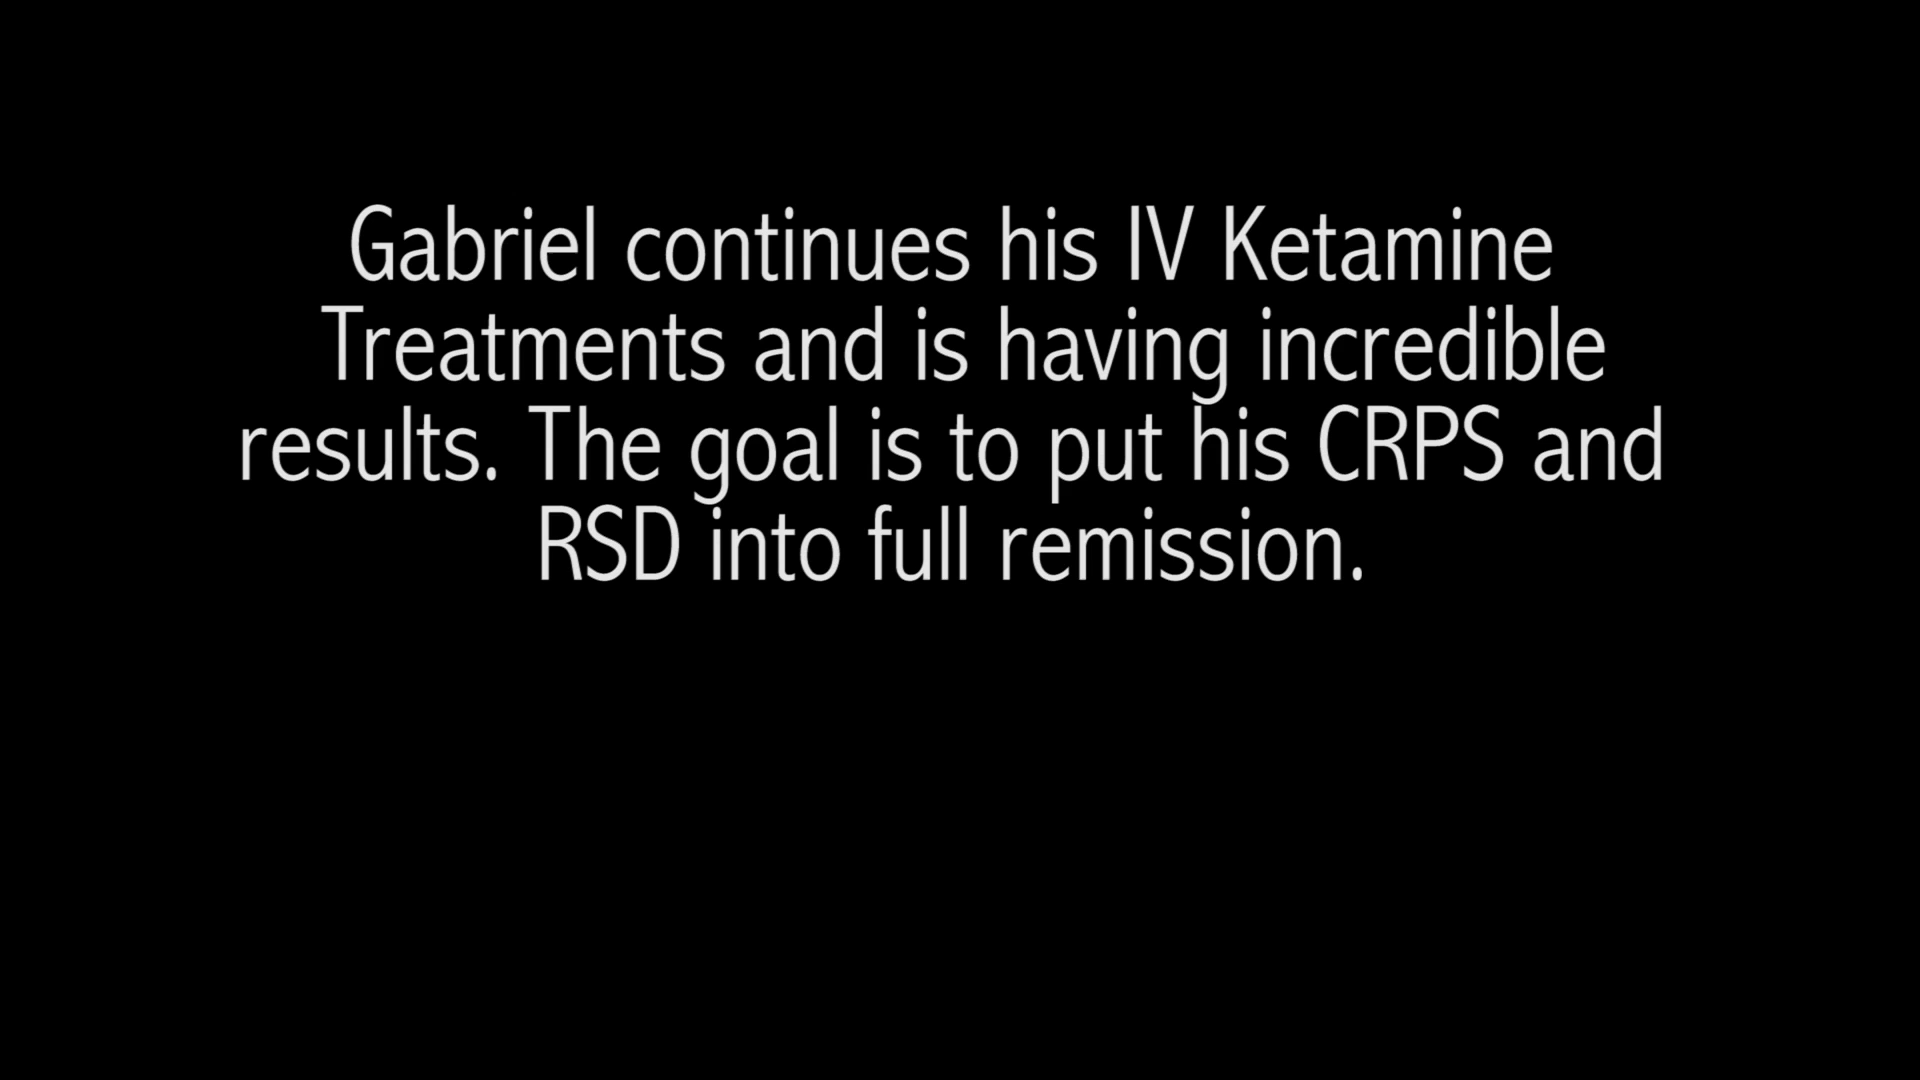 Gabriel continues his IV Ketamine
Treatments and is having incredible
results. The goal is to put his CRPS and
RSD into full remission.